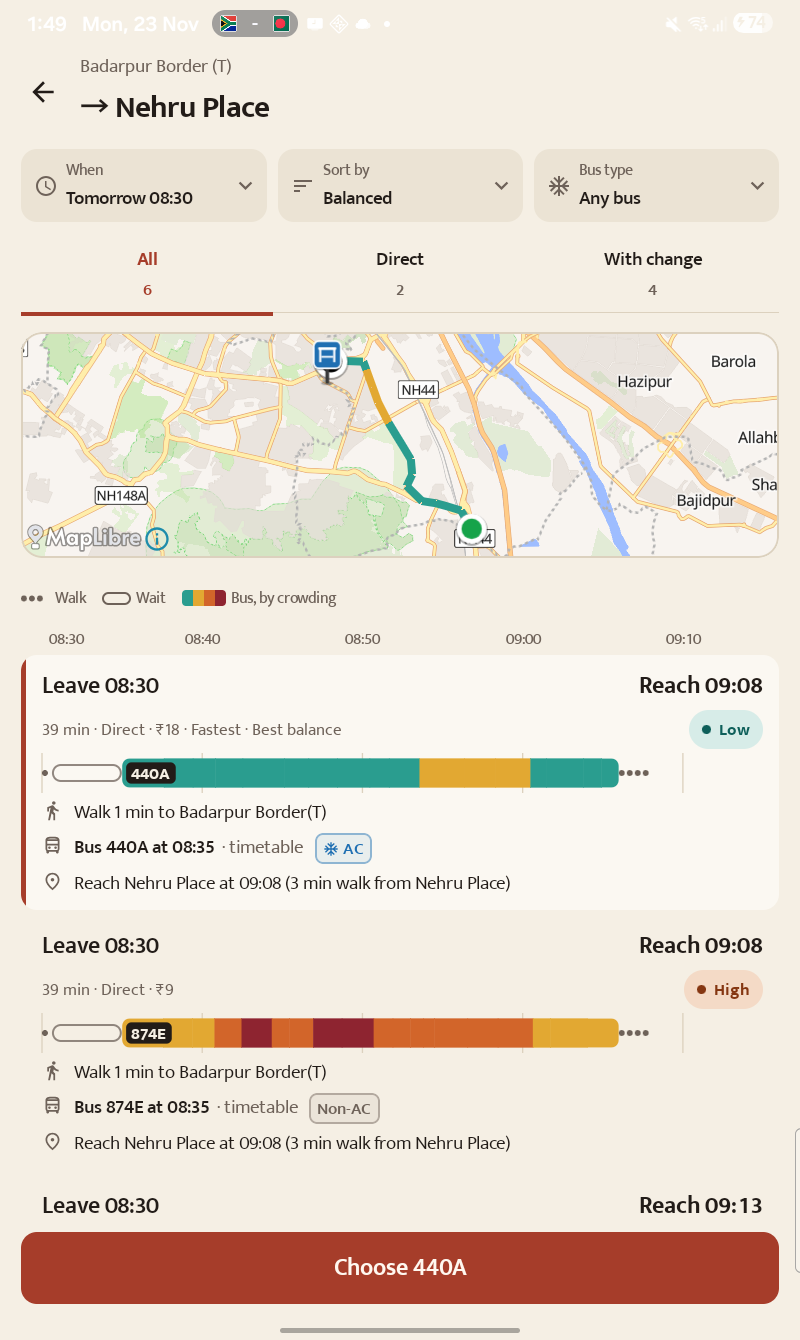 1:49 Mon, 23 Nov - 74
Badarpur Border (T)
→ Nehru Place
When
Tomorrow 08:30
Sort by
Balanced
Bus type
Any bus
All
6
Direct
2
With change
4
NH44
Barola
Hazipur
NH148A
Bajidpur
MapLibre
Walk
Wait
Bus, by crowding
08:30 08:40 08:50 09:00 09:10
Leave 08:30 Reach 09:08
39 min · Direct · ₹18 · Fastest · Best balance Low
440A
Walk 1 min to Badarpur Border(T)
Bus 440A at 08:35 · timetable AC
Reach Nehru Place at 09:08 (3 min walk from Nehru Place)
Leave 08:30 Reach 09:08
39 min · Direct · ₹9 High
874E
Walk 1 min to Badarpur Border(T)
Bus 874E at 08:35 · timetable Non-AC
Reach Nehru Place at 09:08 (3 min walk from Nehru Place)
Leave 08:30 Reach 09:13
Choose 440A